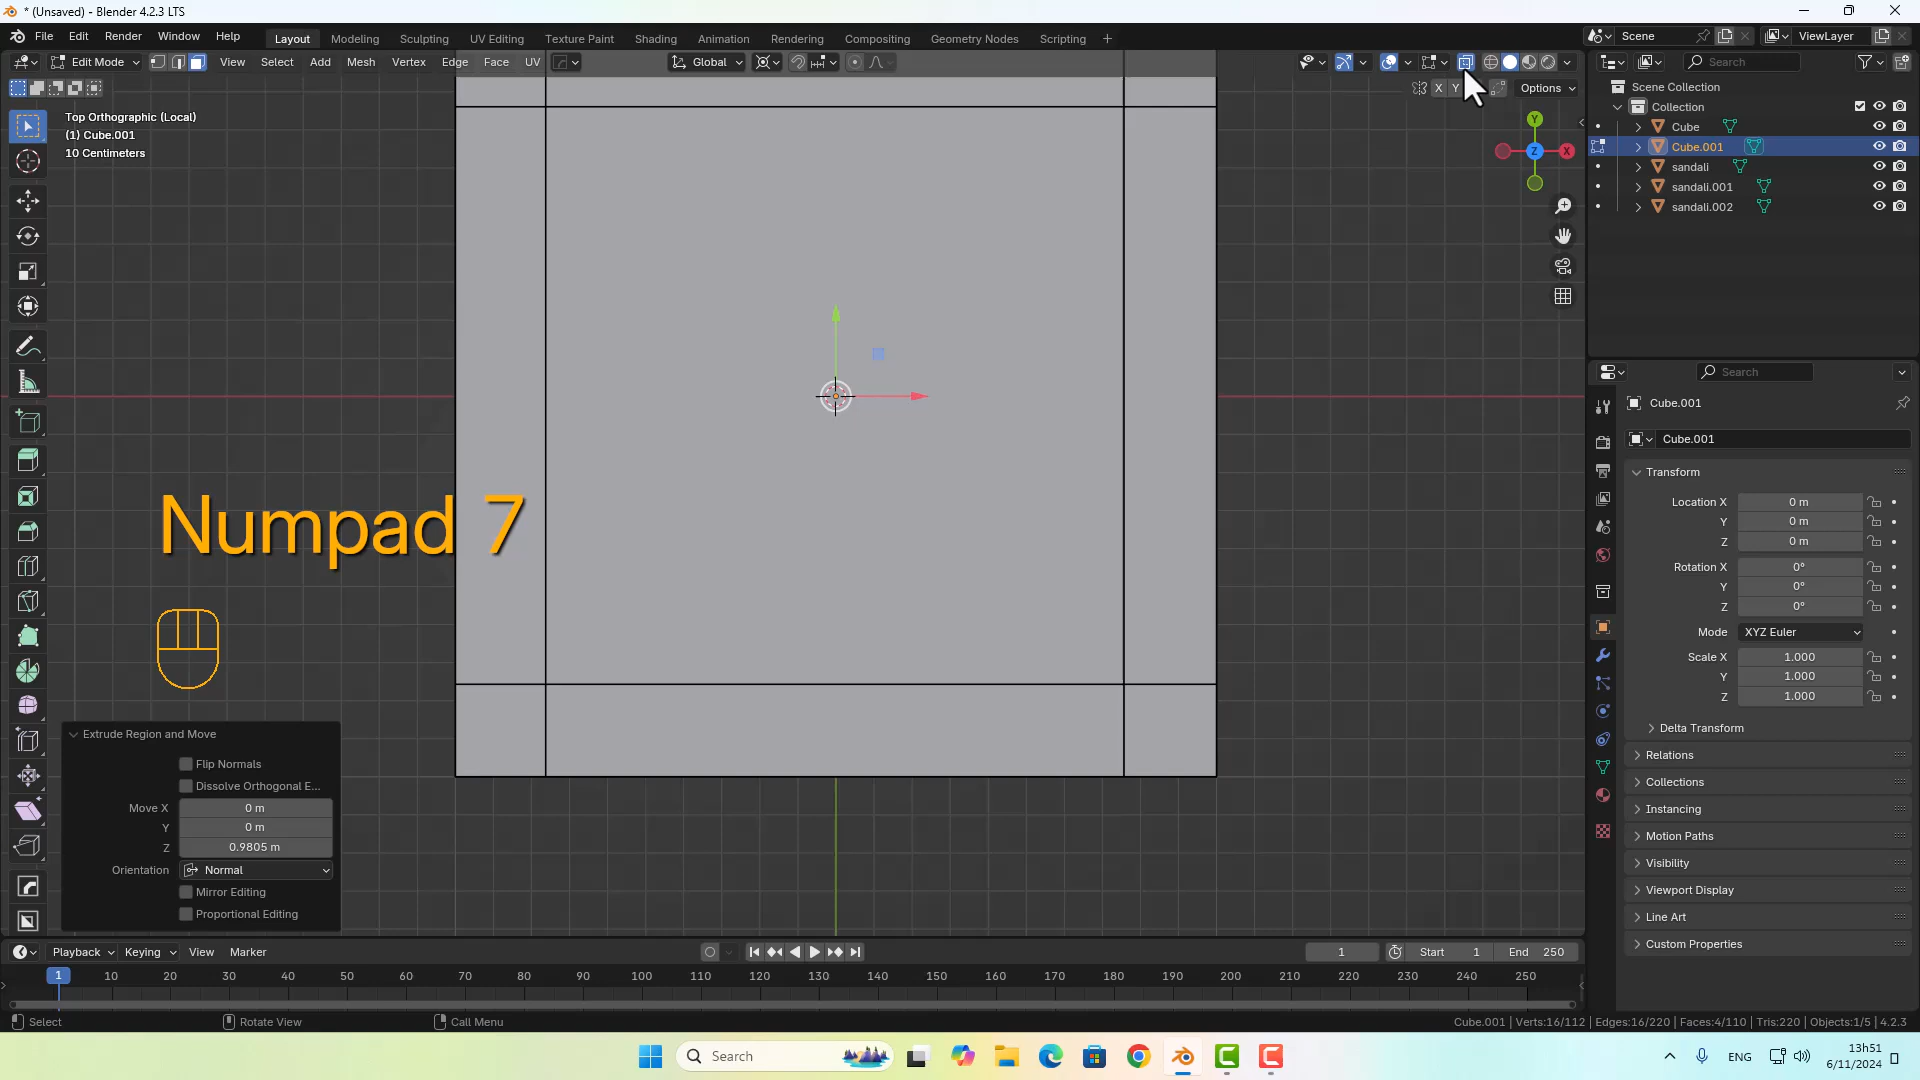 * (Unsaved) - Blender 4.2.3 LTS
File Edit Render Window Help Layout Modeling Sculpting UV Editing Texture Paint Shading Animation Rendering Compositing Geometry Nodes Scripting + Scene ViewLayer
Edit Mode View Select Add Mesh Vertex Edge Face UV Global Search
X Y Options
Top Orthographic (Local)
(1) Cube.001
10 Centimeters
Scene Collection
Collection
Cube
Cube.001
sandali
sandali.001
sandali.002
Y
Z
X
Numpad 7
Extrude Region and Move
Flip Normals
Dissolve Orthogonal E...
Move X 0 m
Y 0 m
Z 0.9805 m
Orientation Normal
Mirror Editing
Proportional Editing
Search
Cube.001
Cube.001
Transform
Location X 0 m
Y 0 m
Z 0 m
Rotation X 0°
Y 0°
Z 0°
Mode XYZ Euler
Scale X 1.000
Y 1.000
Z 1.000
Delta Transform
Relations
Collections
Instancing
Motion Paths
Visibility
Viewport Display
Line Art
Custom Properties
Playback Keying View Marker 1 Start 1 End 250
1 10 20 30 40 50 60 70 80 90 100 110 120 130 140 150 160 170 180 190 200 210 220 230 240 250
Select Rotate View Call Menu Cube.001 | Verts:16/112 | Edges:16/220 | Faces:4/110 | Tris:220 | Objects:1/5 | 4.2.3
Search ENG 13h51
6/11/2024